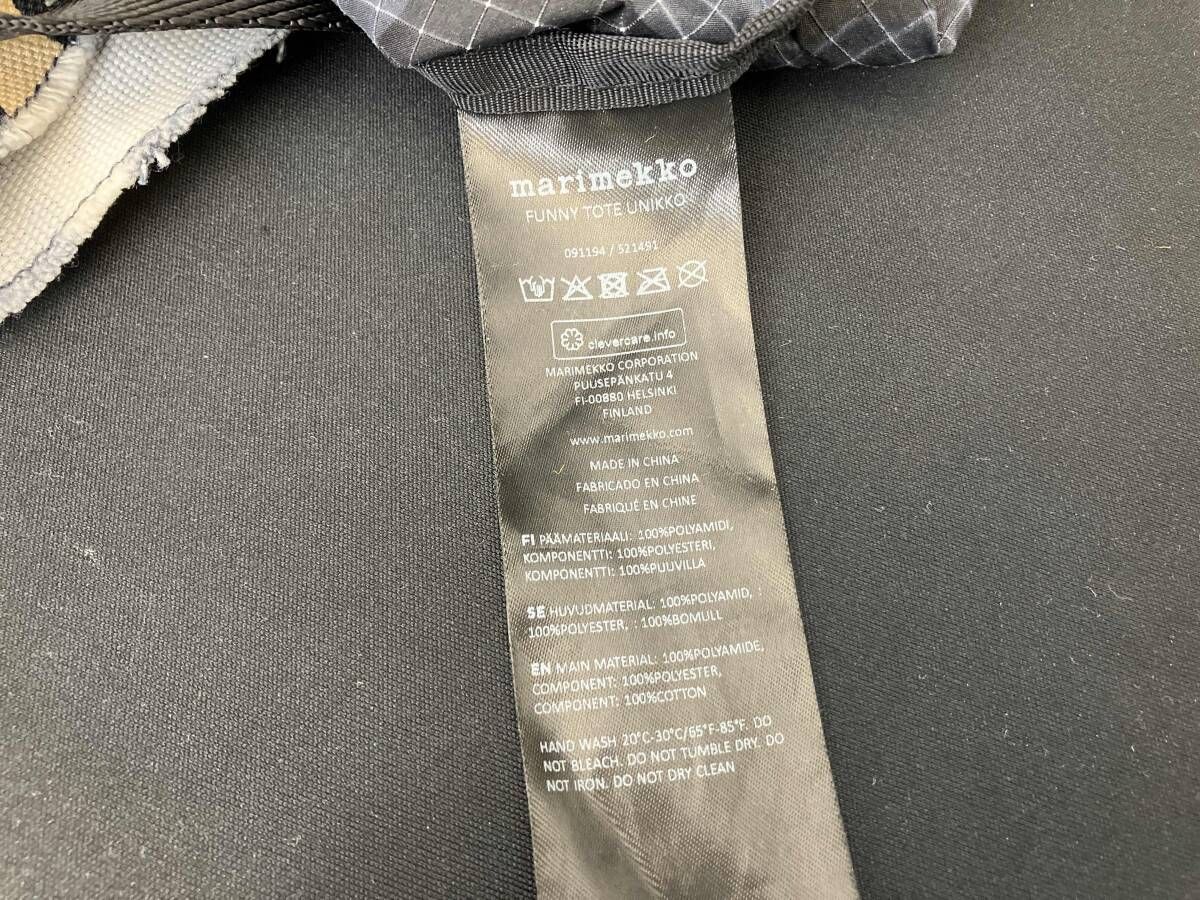 marimekko
FUNNY TOTE UNIKKO
091194 / 521491
clevercare.info
MARIMEKKO CORPORATION
PUUSEPÄNKATU 4
FI-00880 HELSINKI
FINLAND
www.marimekko.com
MADE IN CHINA
FABRICADO EN CHINA
FABRIQUÉ EN CHINE
FI PÄÄMATERIAALI: 100%POLYAMIDI,
KOMPONENTTI: 100%POLYESTERI,
KOMPONENTTI: 100%PUUVILLA
SE HUVUDMATERIAL: 100%POLYAMID, :
100%POLYESTER, : 100%BOMULL
EN MAIN MATERIAL: 100%POLYAMIDE,
COMPONENT: 100%POLYESTER,
COMPONENT: 100%COTTON
HAND WASH 20°C-30°C/65°F-85°F. DO
NOT BLEACH. DO NOT TUMBLE DRY. DO
NOT IRON. DO NOT DRY CLEAN